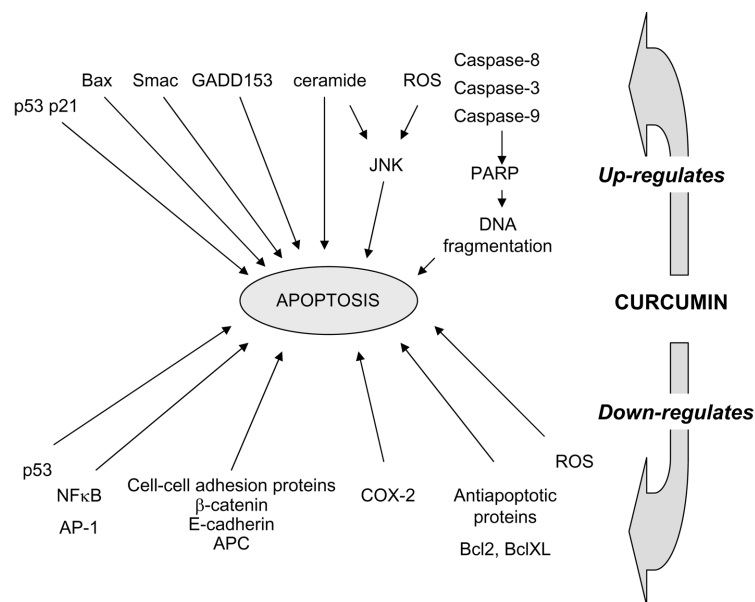 Caspase-8
Bax
Smac
GADD153
ceramide
ROS
Caspase-3
p53 p21
Caspase-9
JNK
PARP
Up-regulates
DNA
fragmentation
APOPTOSIS
CURCUMIN
Down-regulates
p53
ROS
NFκB
AP-1
Cell-cell adhesion proteins
β-catenin
E-cadherin
APC
COX-2
Antiapoptotic
proteins
Bcl2, BclXL